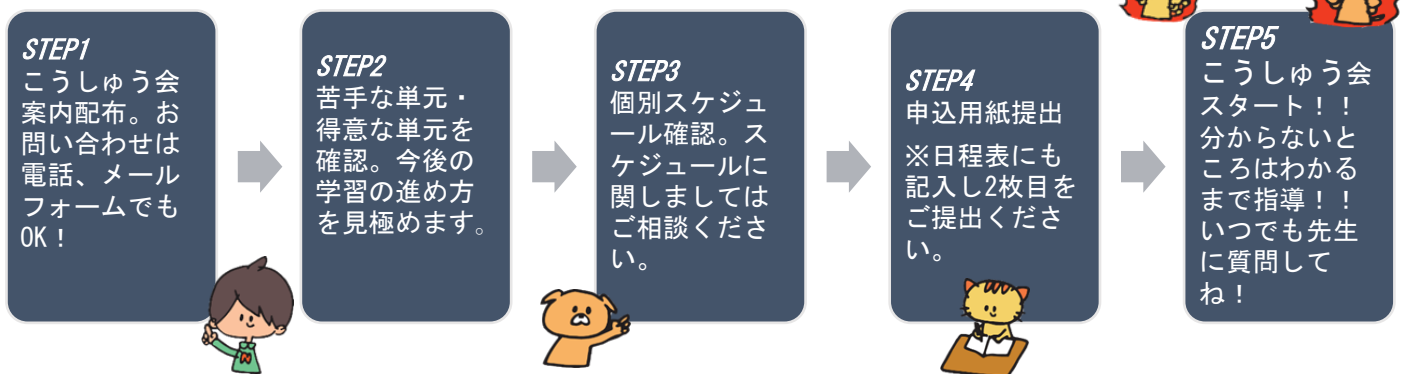 STEP1
こうしゅう会
案内配布。お
問い合わせは
電話、メール
フォームでも
OK！
STEP2
苦手な単元・
得意な単元を
確認。今後の
学習の進め方
を見極めます。
STEP3
個別スケジュ
ール確認。ス
ケジュールに
関しましては
ご相談くださ
い。
STEP4
申込用紙提出
※日程表にも
記入し2枚目を
ご提出くださ
い。
STEP5
こうしゅう会
スタート！！
分からないと
ころはわかる
まで指導！！
いつでも先生
に質問して
ね！